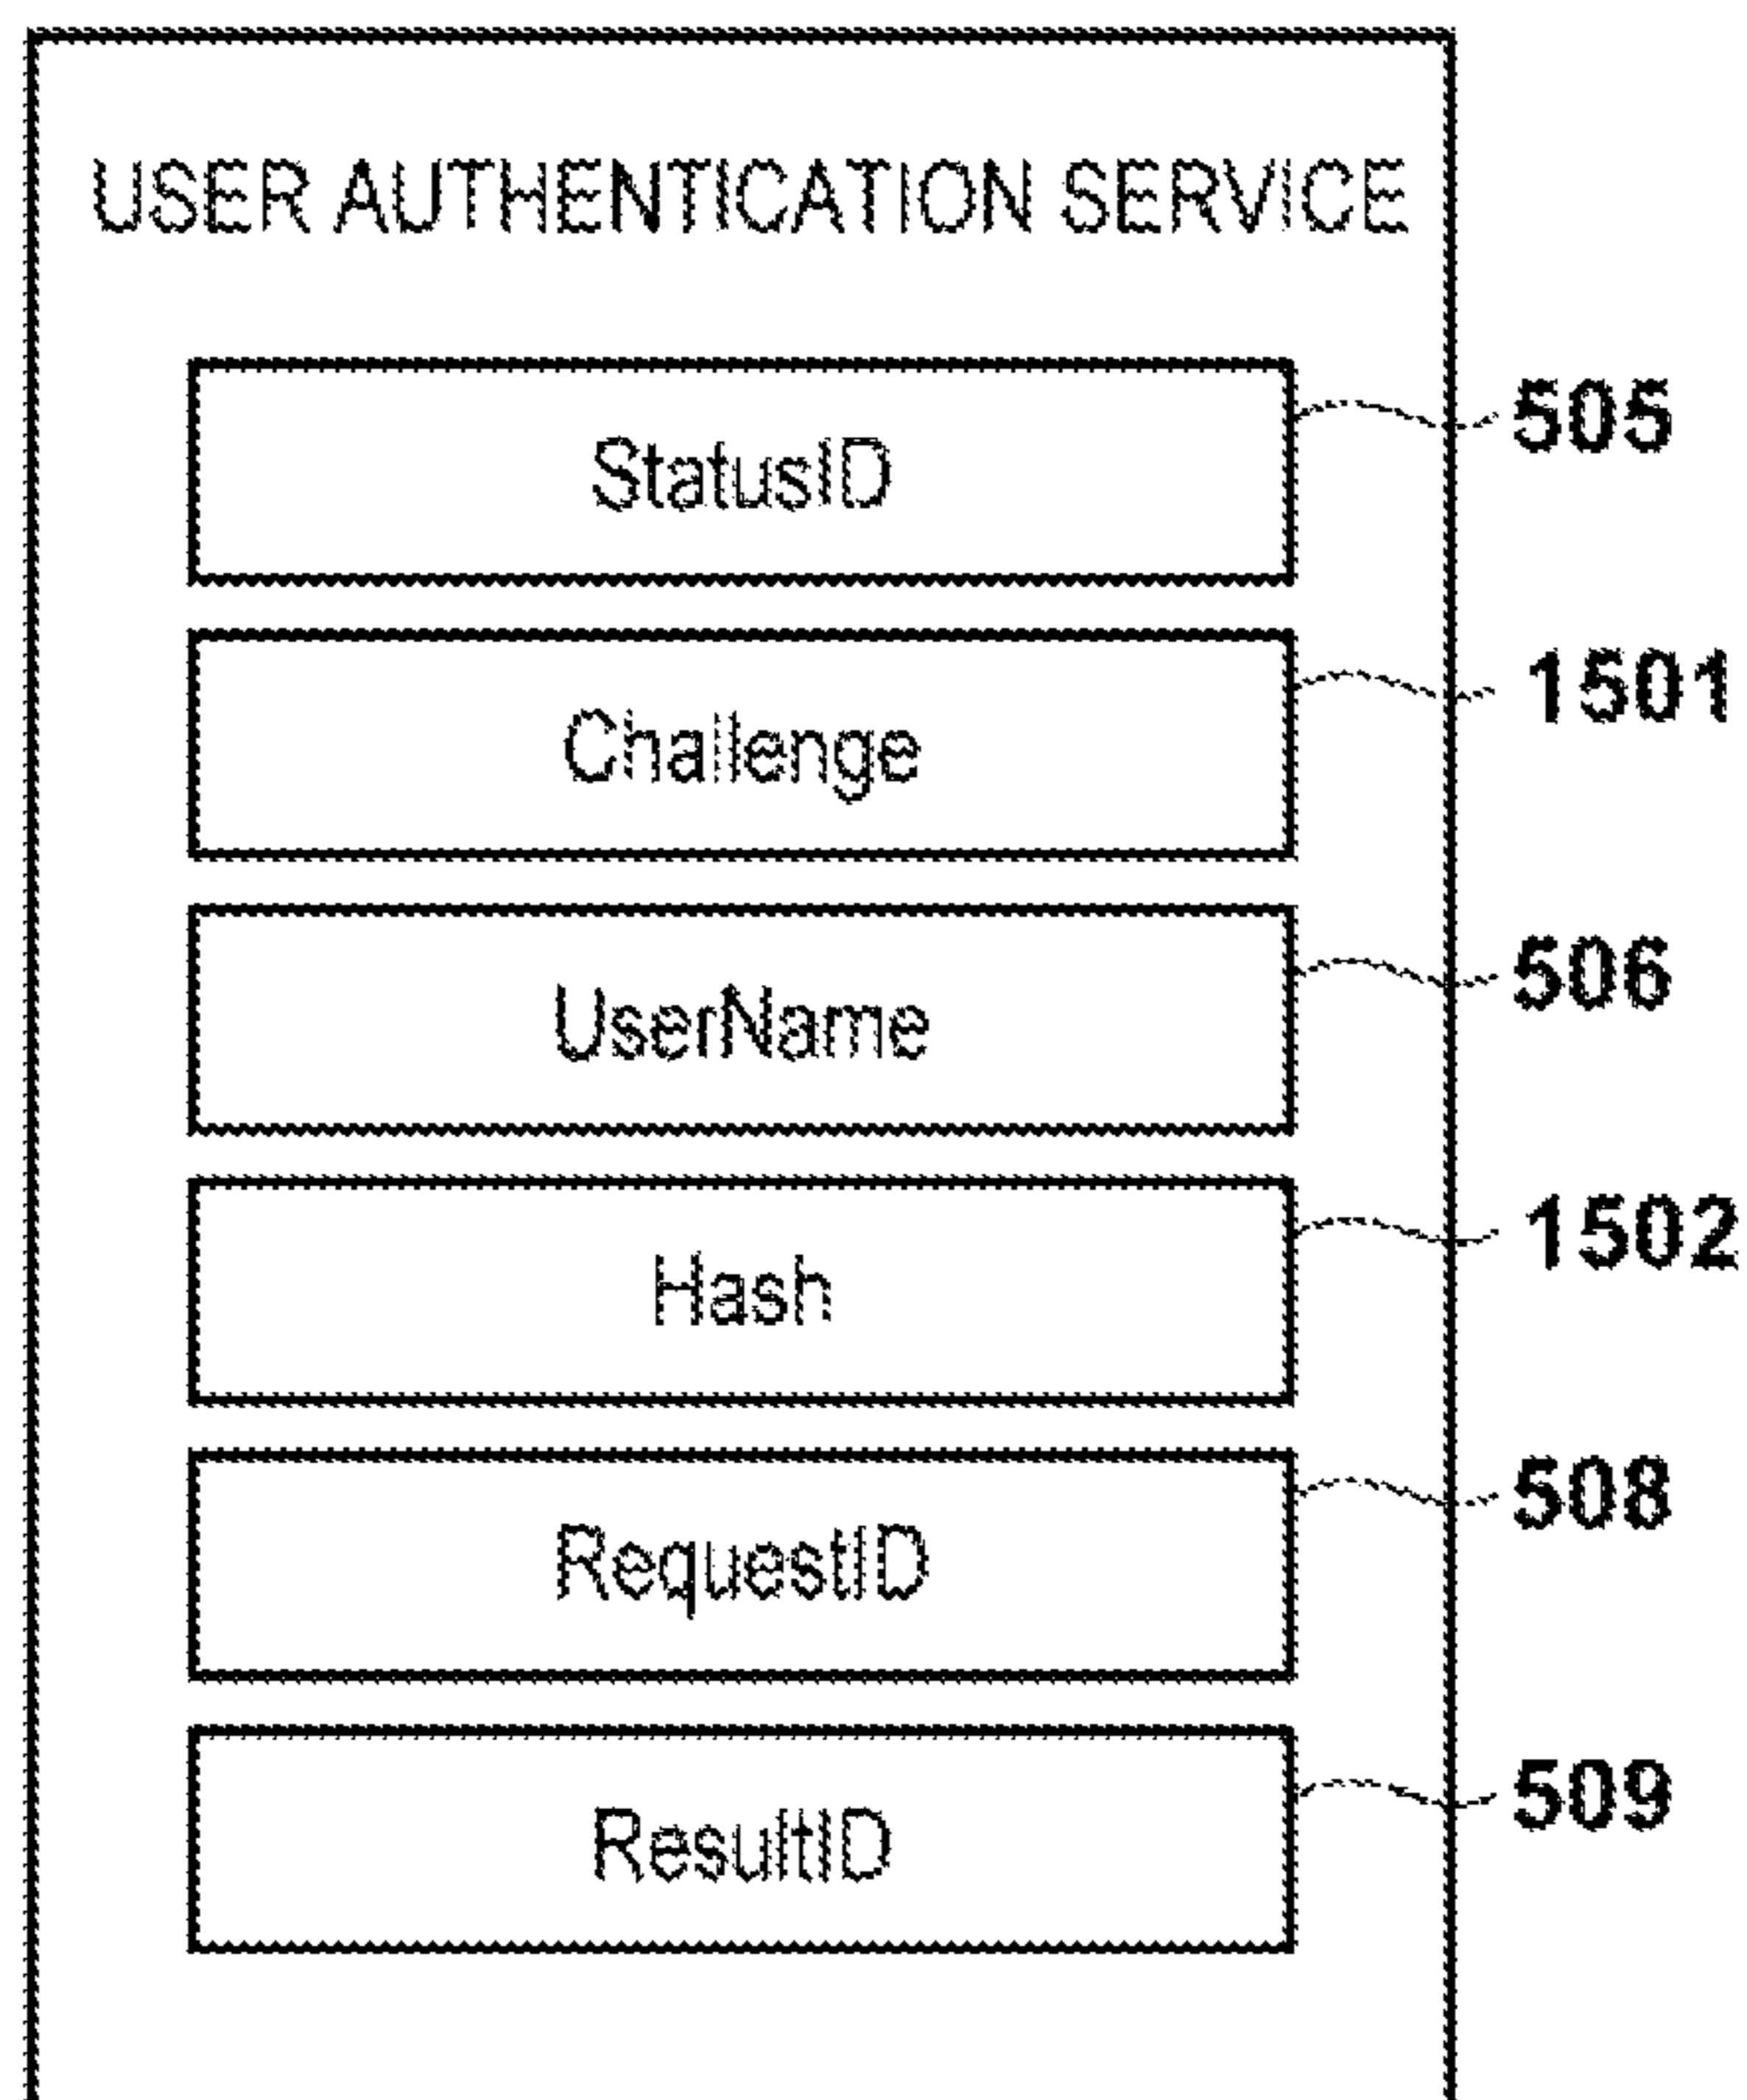 USER AUTHENTICATION SERVICE
StatusID 505
Challenge 1501
UserName 506
Hash 1502
RequestID 508
ResultID 509